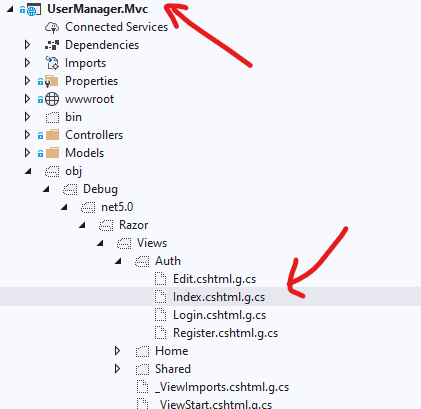 UserManager.Mvc
Connected Services
Dependencies
Imports
Properties
wwwroot
bin
Controllers
Models
obj
Debug
net5.0
Razor
Views
Auth
Edit.cshtml.g.cs
Index.cshtml.g.cs
Login.cshtml.g.cs
Register.cshtml.g.cs
Home
Shared
_ViewImports.cshtml.g.cs
_ViewStart.cshtml.g.cs